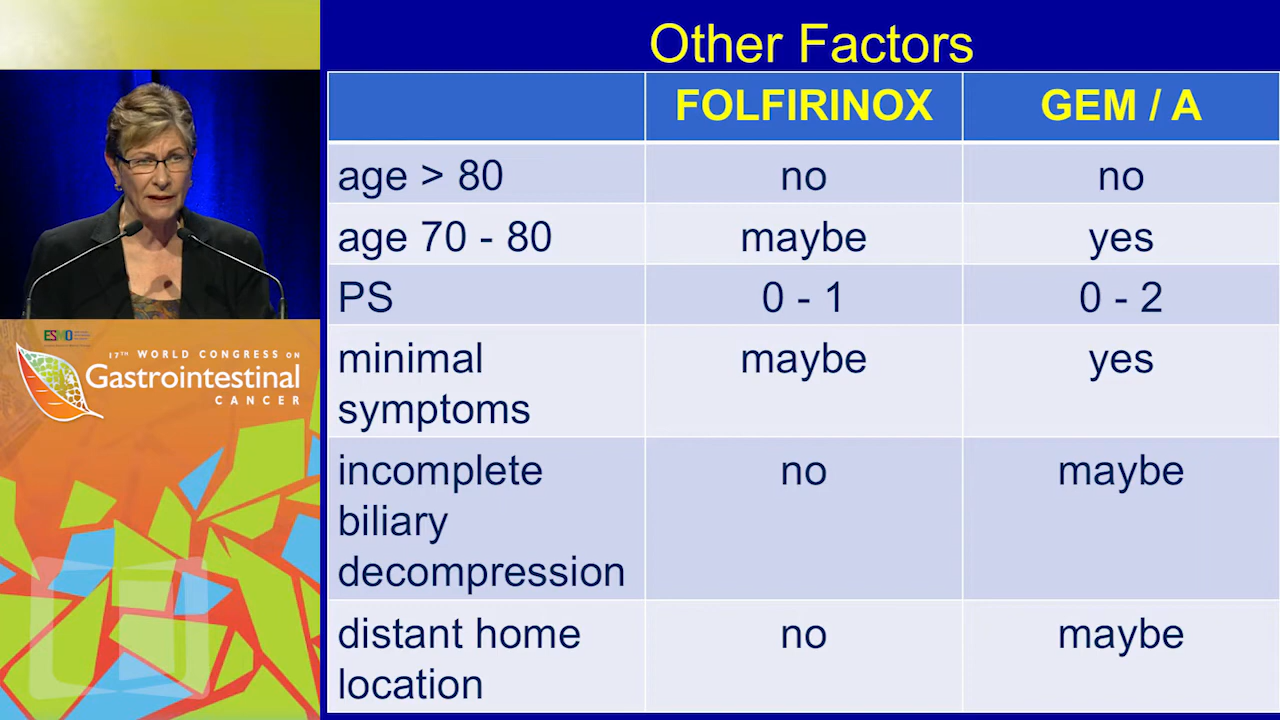 Other Factors
FOLFIRINOX GEM / A
age > 80 no no
age 70 - 80 maybe yes
PS 0 - 1 0 - 2
minimal maybe yes
symptoms
incomplete no maybe
biliary
decompression
distant home no maybe
location
ESMO
17TH WORLD CONGRESS ON
Gastrointestinal
CANCER